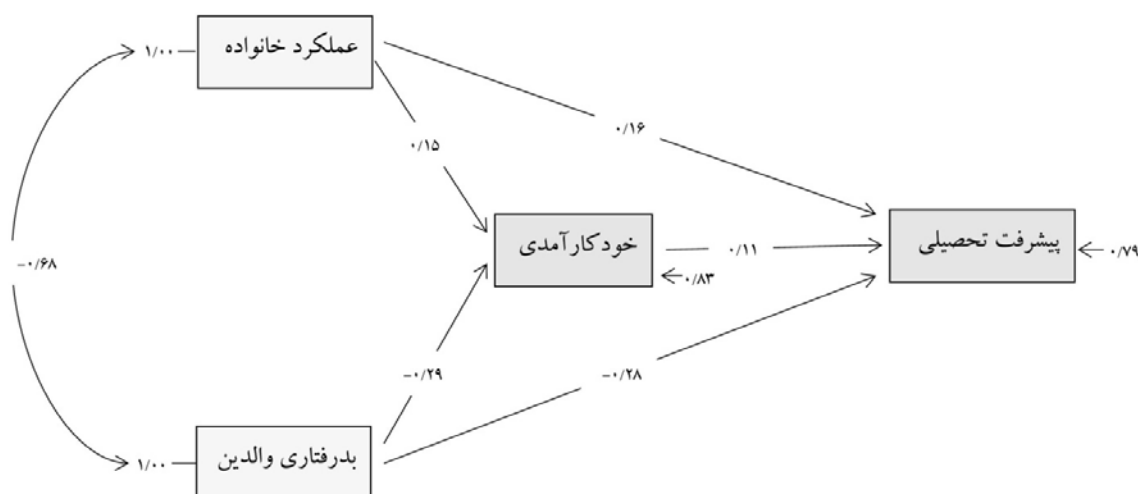 عملکرد خانواده
۱/۰۰
۰/۱۶
۰/۱۵
خودکارآمدی
پیشرفت تحصیلی
۰/۱۱
۰/۷۹
۰/۸۳
−۰/۶۸
−۰/۲۹
−۰/۲۸
بدرفتاری والدین
۱/۰۰